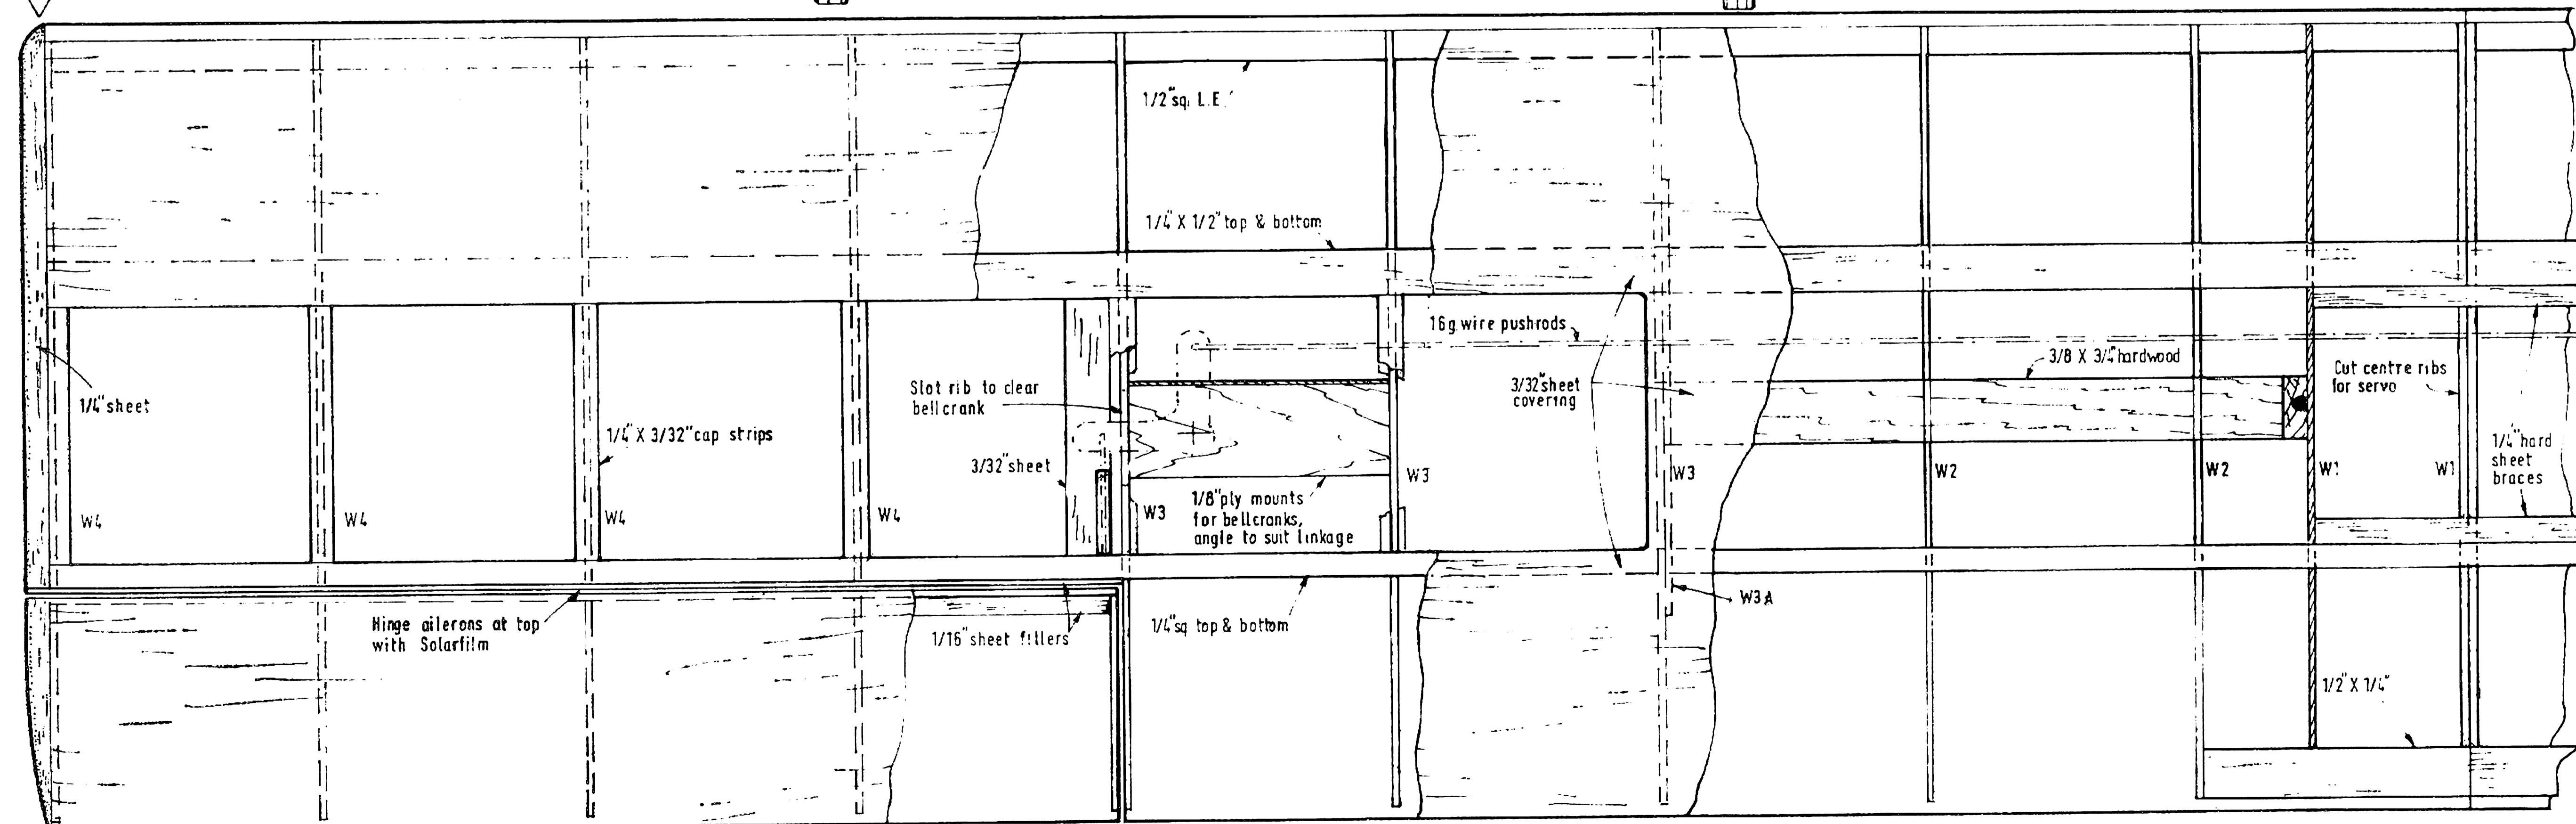 1/2"sq. L.E.
1/4" X 1/2" top & bottom
16g. wire pushrods
3/8 X 3/4" hardwood
Cut centre ribs
for servo
1/4" sheet
Slot rib to clear
bellcrank
3/32" sheet
covering
1/4" X 3/32" cap strips
3/32" sheet
1/4" hard
sheet
braces
W4
W4
W4
W4
W3
W3
W3
W2
W2
W1
W1
1/8" ply mounts
for bellcranks,
angle to suit linkage
W3A
Hinge ailerons at top
with Solarfilm
1/16" sheet fillers
1/4"sq top & bottom
1/2" X 1/4"